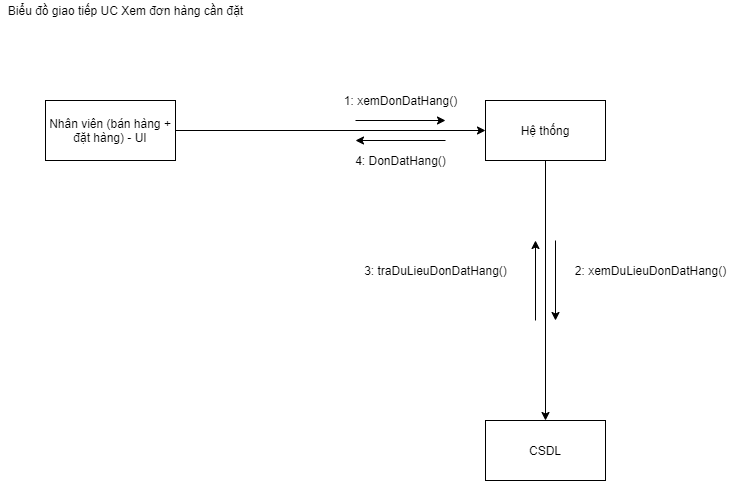 Biểu đồ giao tiếp UC Xem đơn hàng cần đặt
1: xemDonDatHang()
Nhân viên (bán hàng +
đặt hàng) - UI
Hệ thống
4: DonDatHang()
3: traDuLieuDonDatHang()
2: xemDuLieuDonDatHang()
CSDL